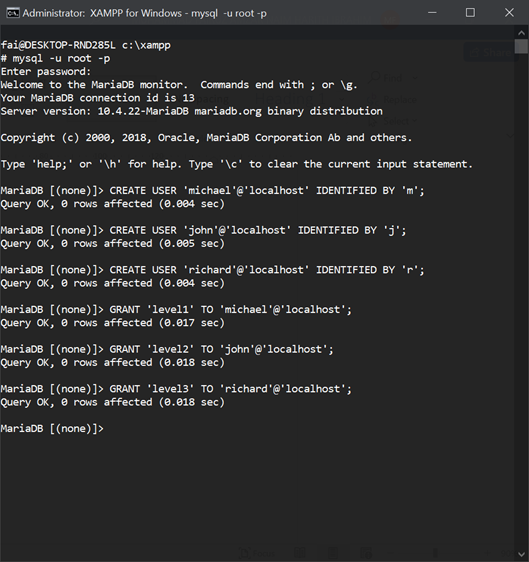 Administrator: XAMPP for Windows - mysql -u root -p
fai@DESKTOP-RND285L c:\xampp
# mysql -u root -p
Enter password:
Welcome to the MariaDB monitor.  Commands end with ; or \g.
Your MariaDB connection id is 13
Server version: 10.4.22-MariaDB mariadb.org binary distribution
Copyright (c) 2000, 2018, Oracle, MariaDB Corporation Ab and others.
Type 'help;' or '\h' for help. Type '\c' to clear the current input statement.
MariaDB [(none)]> CREATE USER 'michael'@'localhost' IDENTIFIED BY 'm';
Query OK, 0 rows affected (0.004 sec)
MariaDB [(none)]> CREATE USER 'john'@'localhost' IDENTIFIED BY 'j';
Query OK, 0 rows affected (0.005 sec)
MariaDB [(none)]> CREATE USER 'richard'@'localhost' IDENTIFIED BY 'r';
Query OK, 0 rows affected (0.004 sec)
MariaDB [(none)]> GRANT 'level1' TO 'michael'@'localhost';
Query OK, 0 rows affected (0.017 sec)
MariaDB [(none)]> GRANT 'level2' TO 'john'@'localhost';
Query OK, 0 rows affected (0.018 sec)
MariaDB [(none)]> GRANT 'level3' TO 'richard'@'localhost';
Query OK, 0 rows affected (0.018 sec)
MariaDB [(none)]>